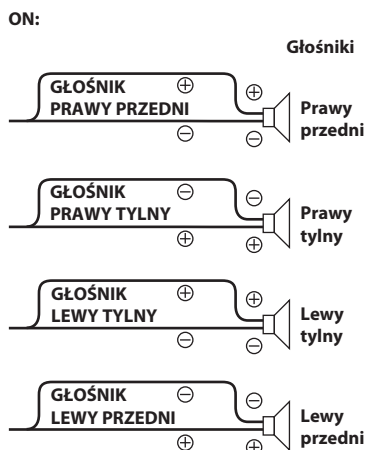 ON:
Głośniki
GŁOŚNIK ⊕ ⊕
PRAWY PRZEDNI
⊖ ⊖
Prawy
przedni
GŁOŚNIK ⊖ ⊖
PRAWY TYLNY
⊕ ⊕
Prawy
tylny
GŁOŚNIK ⊕ ⊕
LEWY TYLNY
⊖ ⊖
Lewy
tylny
GŁOŚNIK ⊖ ⊖
LEWY PRZEDNI
⊕ ⊕
Lewy
przedni